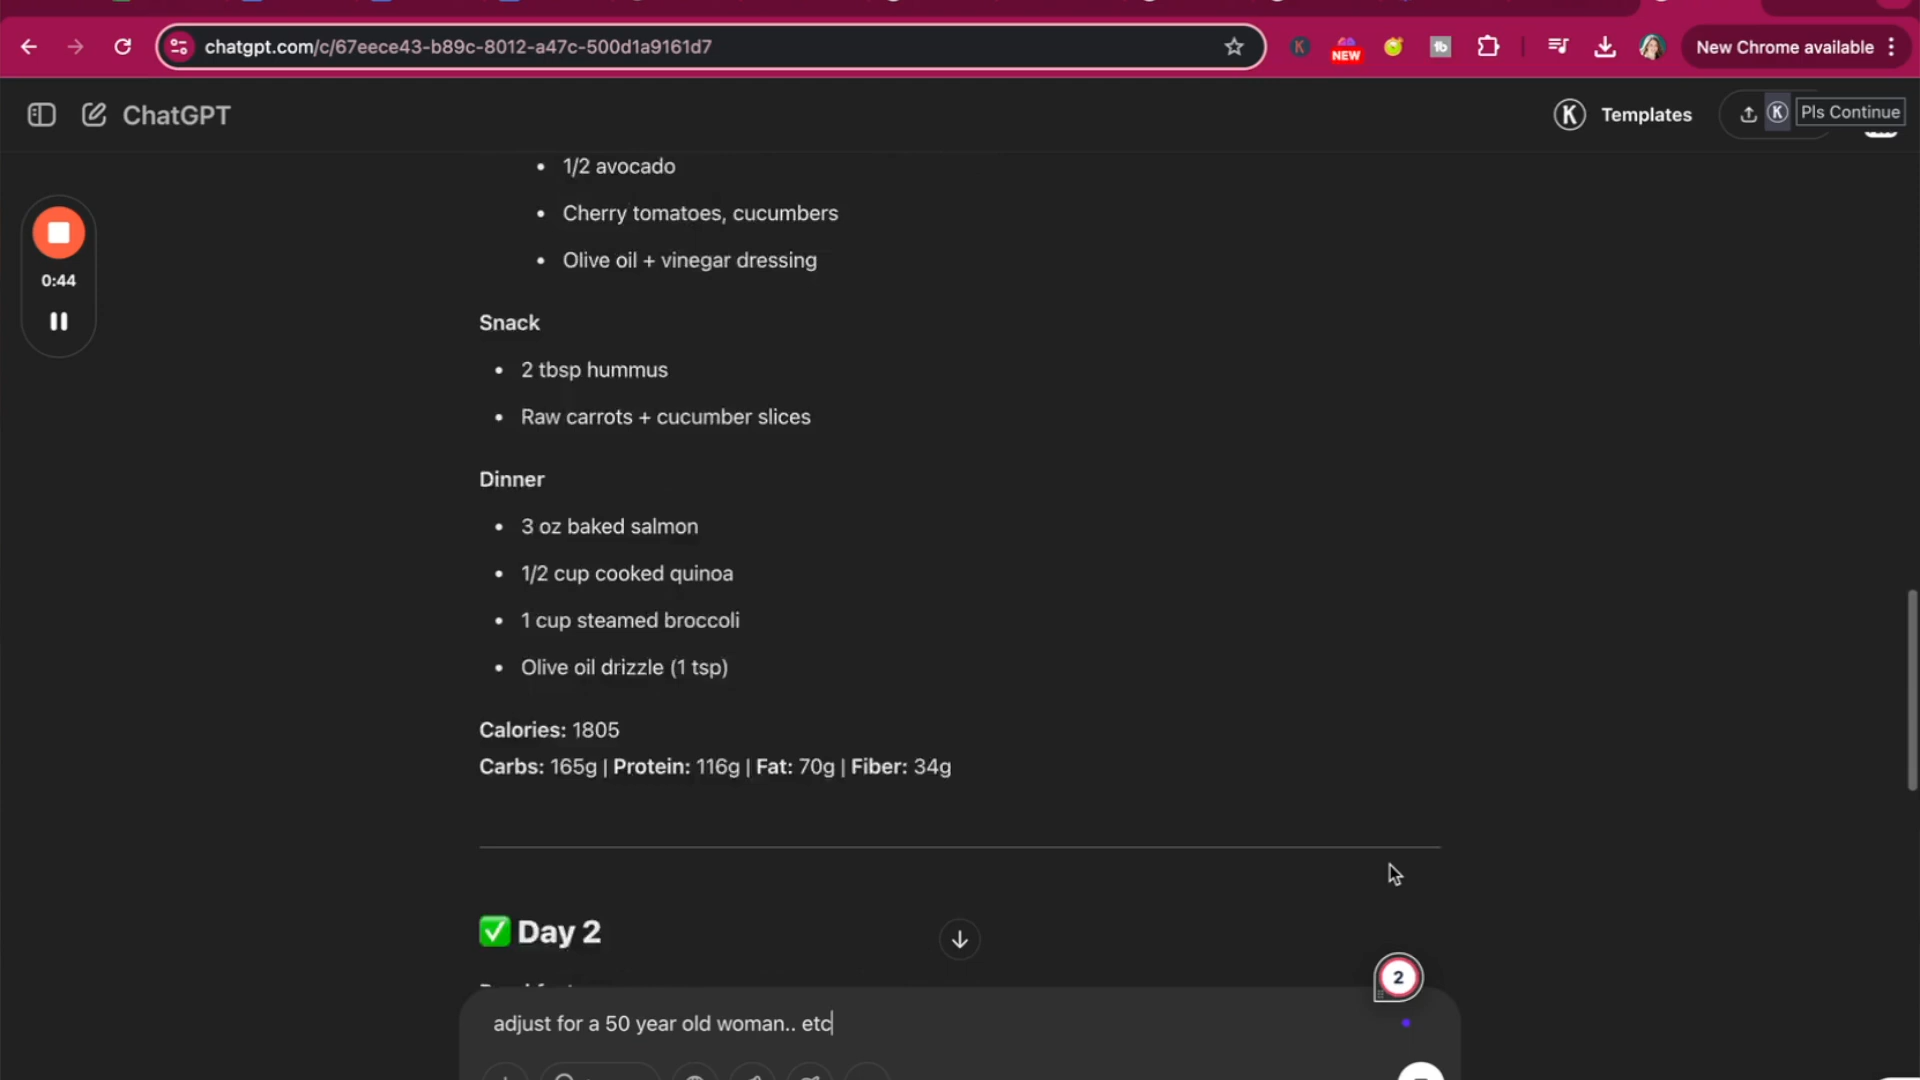 chatgpt.com/c/67eece43-b89c-8012-a47c-500d1a9161d7
NEW
tb
New Chrome available
ChatGPT
K Templates
K Pls Continue
1/2 avocado
Cherry tomatoes, cucumbers
0:44
Olive oil + vinegar dressing
Snack
2 tbsp hummus
Raw carrots + cucumber slices
Dinner
3 oz baked salmon
1/2 cup cooked quinoa
1 cup steamed broccoli
Olive oil drizzle (1 tsp)
Calories: 1805
Carbs: 165g | Protein: 116g | Fat: 70g | Fiber: 34g
✅ Day 2
2
adjust for a 50 year old woman.. etc